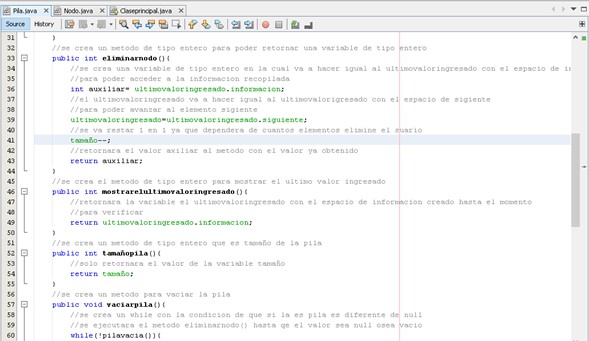 Pila.java Nodo.java Claseprincipal.java
Source History
31 }
32 //se crea un metodo de tipo entero para poder retornar una variable de tipo entero
33 public int eliminarnodo(){
34 //se crea una variable de tipo entero en la cual va a hacer igual al ultimovaloringresado con el espacio de in
35 //para poder acceder a la informacion recopilada
36 int auxiliar= ultimovaloringresado.informacion;
37 //el ultimovaloringresado va a hacer igual al ultimovalorigresado con el espacio de sigiente
38 //para poder avanzar al elemento sigiente
39 ultimovaloringresado=ultimovaloringresado.siguiente;
40 //se va restar 1 en 1 ya que dependera de cuantos elementos elimine el suario
41 tamaño--;
42 //retornara el valor axiliar al metodo con el valor ya obtenido
43 return auxiliar;
44 }
45 //se crea el metodo de tipo entero para mostrar el ultimo valor ingresado
46 public int mostrarelultimovaloringresado(){
47 //retornara la variable el ultimovaloringresado con el espacio de informacion creado hasta el momento
48 //para verificar
49 return ultimovaloringresado.informacion;
50 }
51 //se crea un metodo de tipo entero que es tamaño de la pila
52 public int tamañopila(){
53 //solo retornara el valor de la variable tamaño
54 return tamaño;
55 }
56 //se crea un metodo para vaciar la pila
57 public void vaciarpila(){
58 //se crea un while con la condicion de que si la es pila es diferente de null
59 //se ejecutara el metodo eliminarnodo() hasta qe el valor sea null osea vacio
60 while(!pilavacia()){